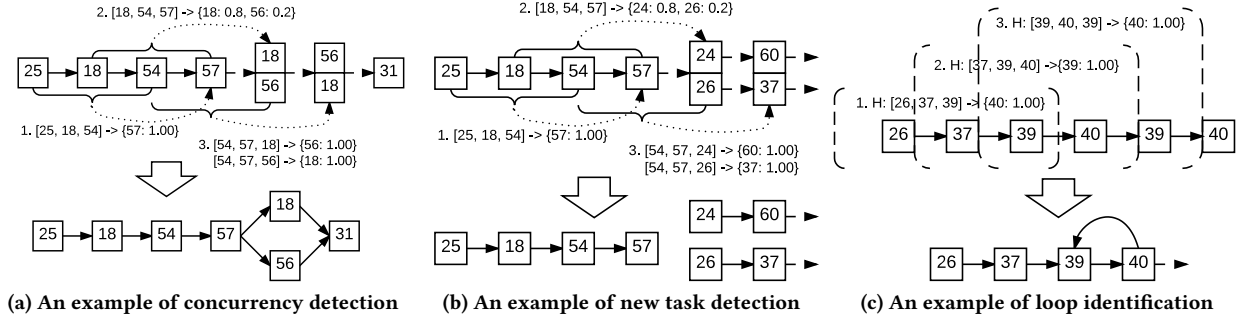 2. [18, 54, 57] -> {18: 0.8, 56: 0.2}
25 18 54 57 18 56 56 18 31
1. [25, 18, 54] -> {57: 1.00}
3. [54, 57, 18] -> {56: 1.00}
[54, 57, 56] -> {18: 1.00}
25 18 54 57 18 56 31
(a) An example of concurrency detection
2. [18, 54, 57] -> {24: 0.8, 26: 0.2}
25 18 54 57 24 60 26 37
1. [25, 18, 54] -> {57: 1.00}
3. [54, 57, 24] -> {60: 1.00}
[54, 57, 26] -> {37: 1.00}
24 60
25 18 54 57
26 37
(b) An example of new task detection
3. H: [39, 40, 39] -> {40: 1.00}
2. H: [37, 39, 40] ->{39: 1.00}
1. H: [26, 37, 39] -> {40: 1.00}
26 37 39 40 39 40
26 37 39 40
(c) An example of loop identification